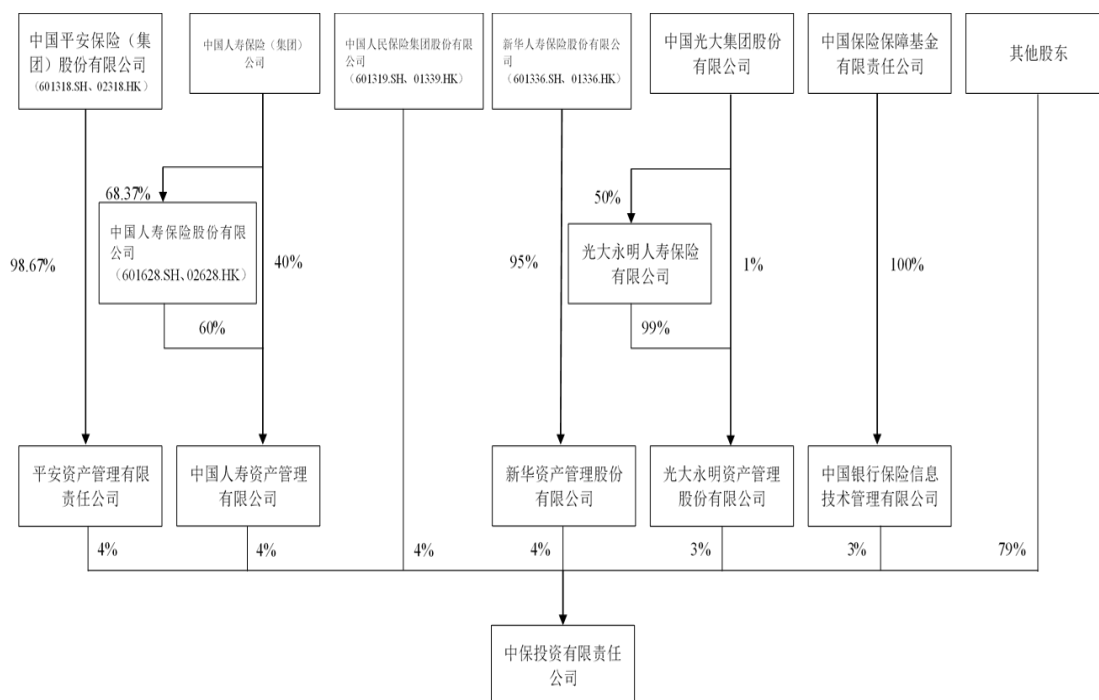 中国平安保险（集
团）股份有限公司
（601318.SH、02318.HK）
中国人寿保险（集团）
公司
中国人民保险集团股份有限
公司
(601319.SH、01339.HK)
新华人寿保险股份有限公
司
(601336.SH、01336.HK)
中国光大集团股份
有限公司
中国保险保障基金
有限责任公司
其他股东
68.37%
50%
中国人寿保险股份有限
公司
（601628.SH、02628.HK）
光大永明人寿保险
有限公司
98.67%
40%
95%
1%
100%
60%
99%
平安资产管理有限
责任公司
中国人寿资产管理
有限公司
新华资产管理股份
有限公司
光大永明资产管理
股份有限公司
中国银行保险信息
技术管理有限公司
4%
4%
4%
4%
3%
3%
79%
中保投资有限责任
公司